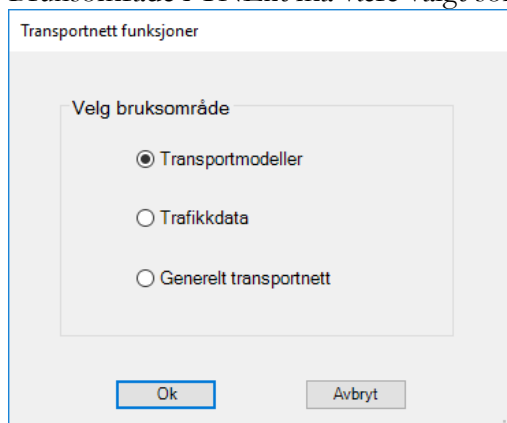 Transportnett funksjoner
Velg bruksområde
Transportmodeller
Trafikkdata
Generelt transportnett
Ok
Avbryt